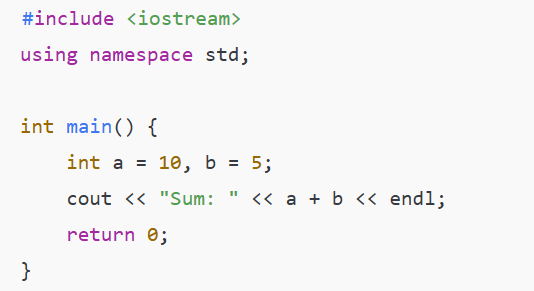 #include <iostream>
using namespace std;

int main() {
    int a = 10, b = 5;
    cout << "Sum: " << a + b << endl;
    return 0;
}